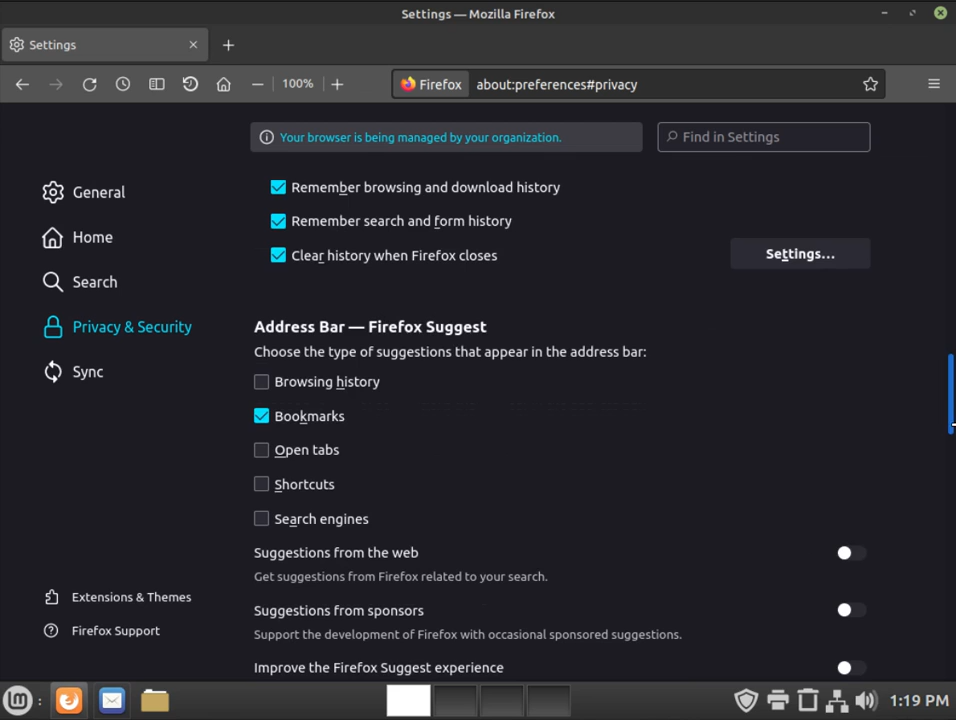 Settings — Mozilla Firefox
Settings
100%
Firefox
about:preferences#privacy
Your browser is being managed by your organization.
Find in Settings
General
Home
Search
Privacy & Security
Sync
Extensions & Themes
Firefox Support
Remember browsing and download history
Remember search and form history
Clear history when Firefox closes
Settings...
Address Bar — Firefox Suggest
Choose the type of suggestions that appear in the address bar:
Browsing history
Bookmarks
Open tabs
Shortcuts
Search engines
Suggestions from the web
Get suggestions from Firefox related to your search.
Suggestions from sponsors
Support the development of Firefox with occasional sponsored suggestions.
Improve the Firefox Suggest experience
1:19 PM